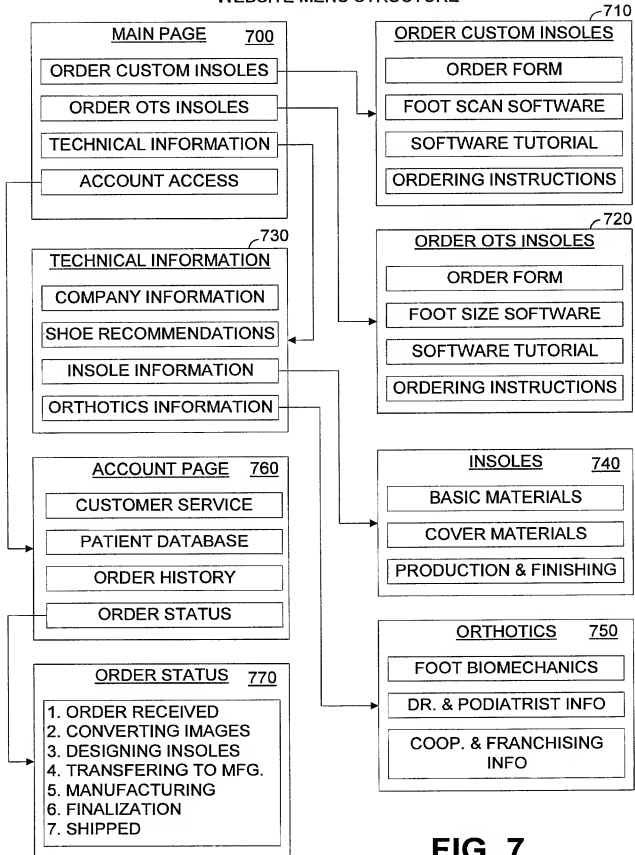 WEBSITE MENU STRUCTURE
MAIN PAGE 700
ORDER CUSTOM INSOLES
ORDER OTS INSOLES
TECHNICAL INFORMATION
ACCOUNT ACCESS
710
ORDER CUSTOM INSOLES
ORDER FORM
FOOT SCAN SOFTWARE
SOFTWARE TUTORIAL
ORDERING INSTRUCTIONS
730
TECHNICAL INFORMATION
COMPANY INFORMATION
SHOE RECOMMENDATIONS
INSOLE INFORMATION
ORTHOTICS INFORMATION
720
ORDER OTS INSOLES
ORDER FORM
FOOT SIZE SOFTWARE
SOFTWARE TUTORIAL
ORDERING INSTRUCTIONS
ACCOUNT PAGE 760
CUSTOMER SERVICE
PATIENT DATABASE
ORDER HISTORY
ORDER STATUS
INSOLES 740
BASIC MATERIALS
COVER MATERIALS
PRODUCTION & FINISHING
ORDER STATUS 770
1. ORDER RECEIVED
2. CONVERTING IMAGES
3. DESIGNING INSOLES
4. TRANSFERING TO MFG.
5. MANUFACTURING
6. FINALIZATION
7. SHIPPED
ORTHOTICS 750
FOOT BIOMECHANICS
DR. & PODIATRIST INFO
COOP. & FRANCHISING
INFO
FIG. 7